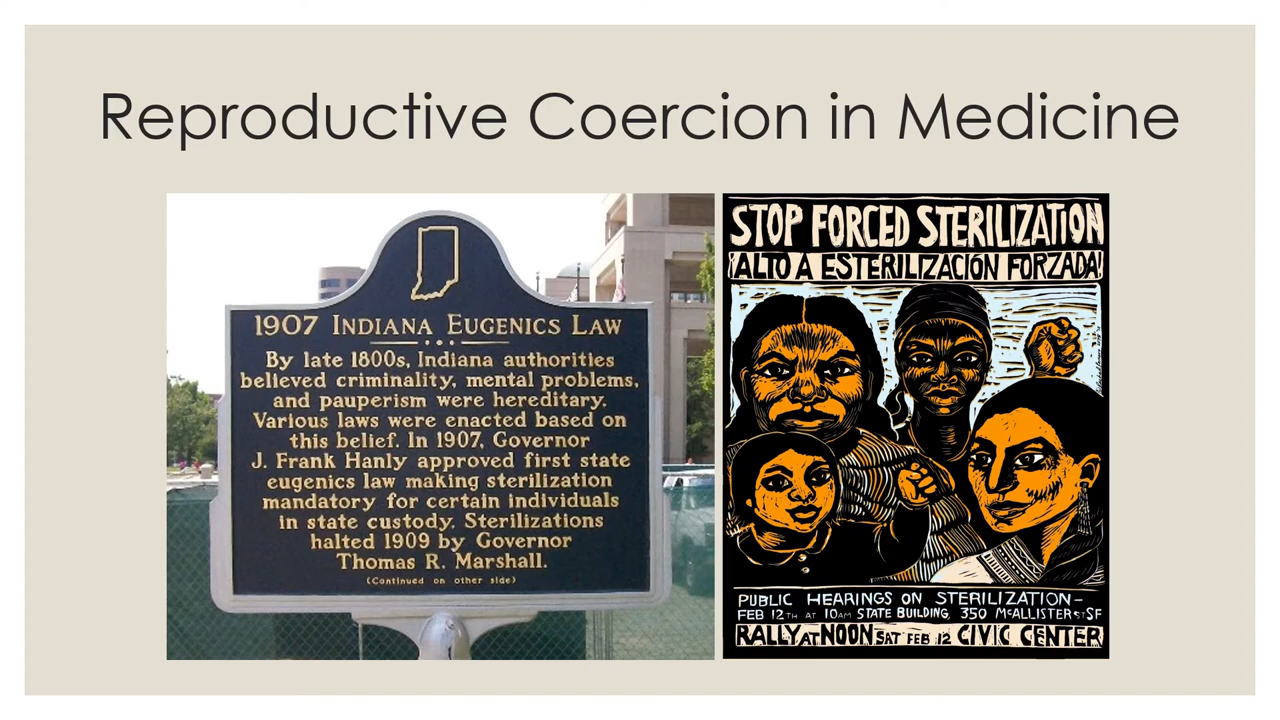 Reproductive Coercion in Medicine
1907 INDIANA EUGENICS LAW
By late 1800s, Indiana authorities
believed criminality, mental problems,
and pauperism were hereditary.
Various laws were enacted based on
this belief. In 1907, Governor
J. Frank Hanly approved first state
eugenics law making sterilization
mandatory for certain individuals
in state custody. Sterilizations
halted 1909 by Governor
Thomas R. Marshall.
(Continued on other side)
STOP FORCED STERILIZATION
¡ALTO A ESTERILIZACIÓN FORZADA!
PUBLIC HEARINGS ON STERILIZATION-
FEB 12TH AT 10AM STATE BUILDING, 350 MCALLISTER ST SF
RALLY AT NOON SAT FEB 12 CIVIC CENTER